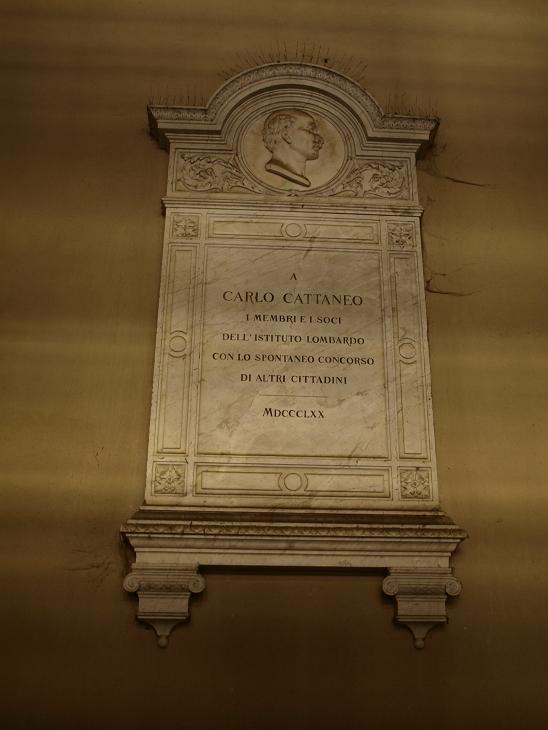 A
CARLO CATTANEO
I MEMBRI E I SOCI
DELL'ISTITUTO LOMBARDO
CON LO SPONTANEO CONCORSO
DI ALTRI CITTADINI
MDCCCLXX